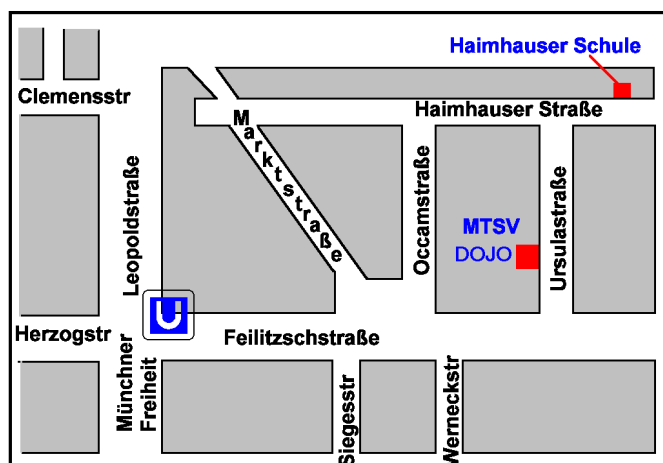 Haimhauser Schule
Clemensstr
Haimhauser Straße
Marktstraße
Leopoldstraße
Occamstraße
Ursulastraße
MTSV
DOJO
U
Herzogstr
Feilitzschstraße
Münchner
Freiheit
Siegesstr
Werneckstr